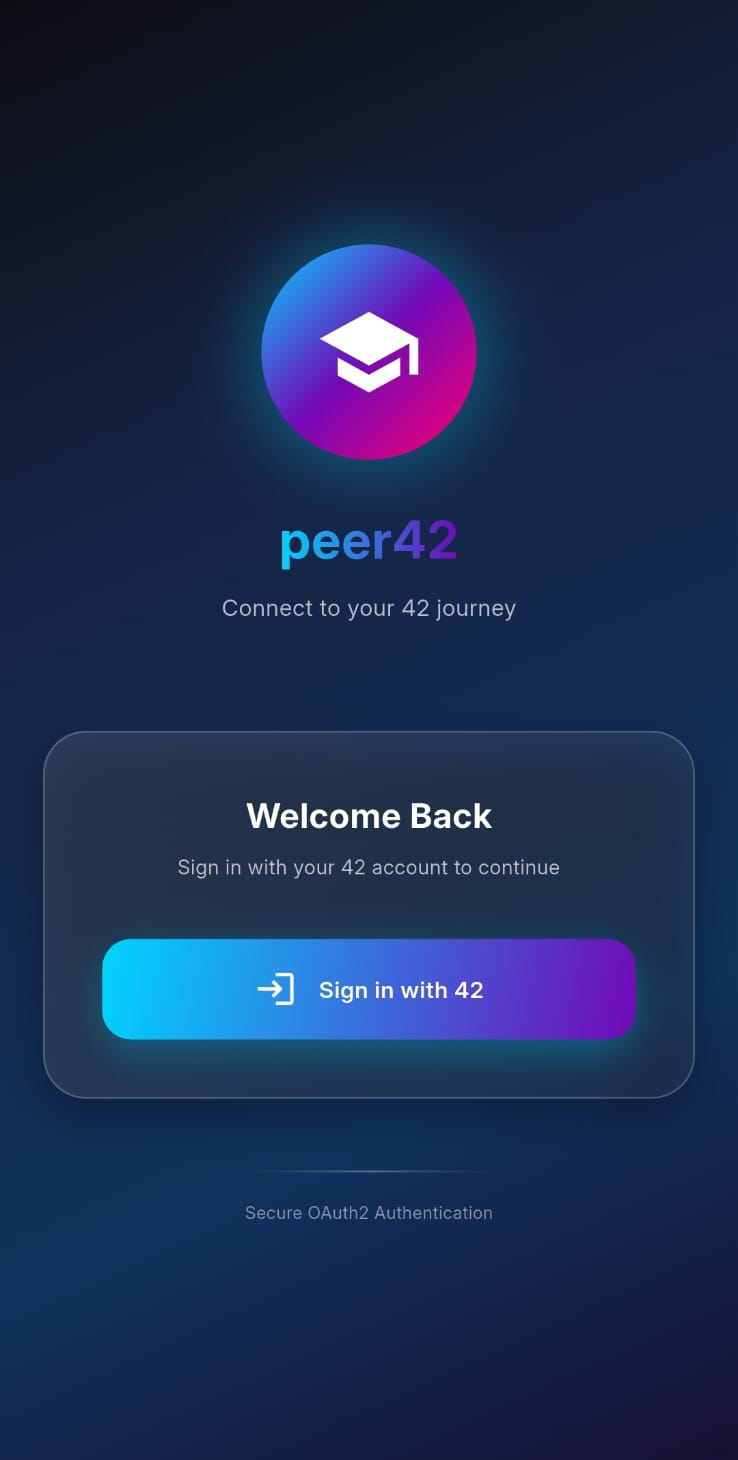 peer42
Connect to your 42 journey
Welcome Back
Sign in with your 42 account to continue
Sign in with 42
Secure OAuth2 Authentication